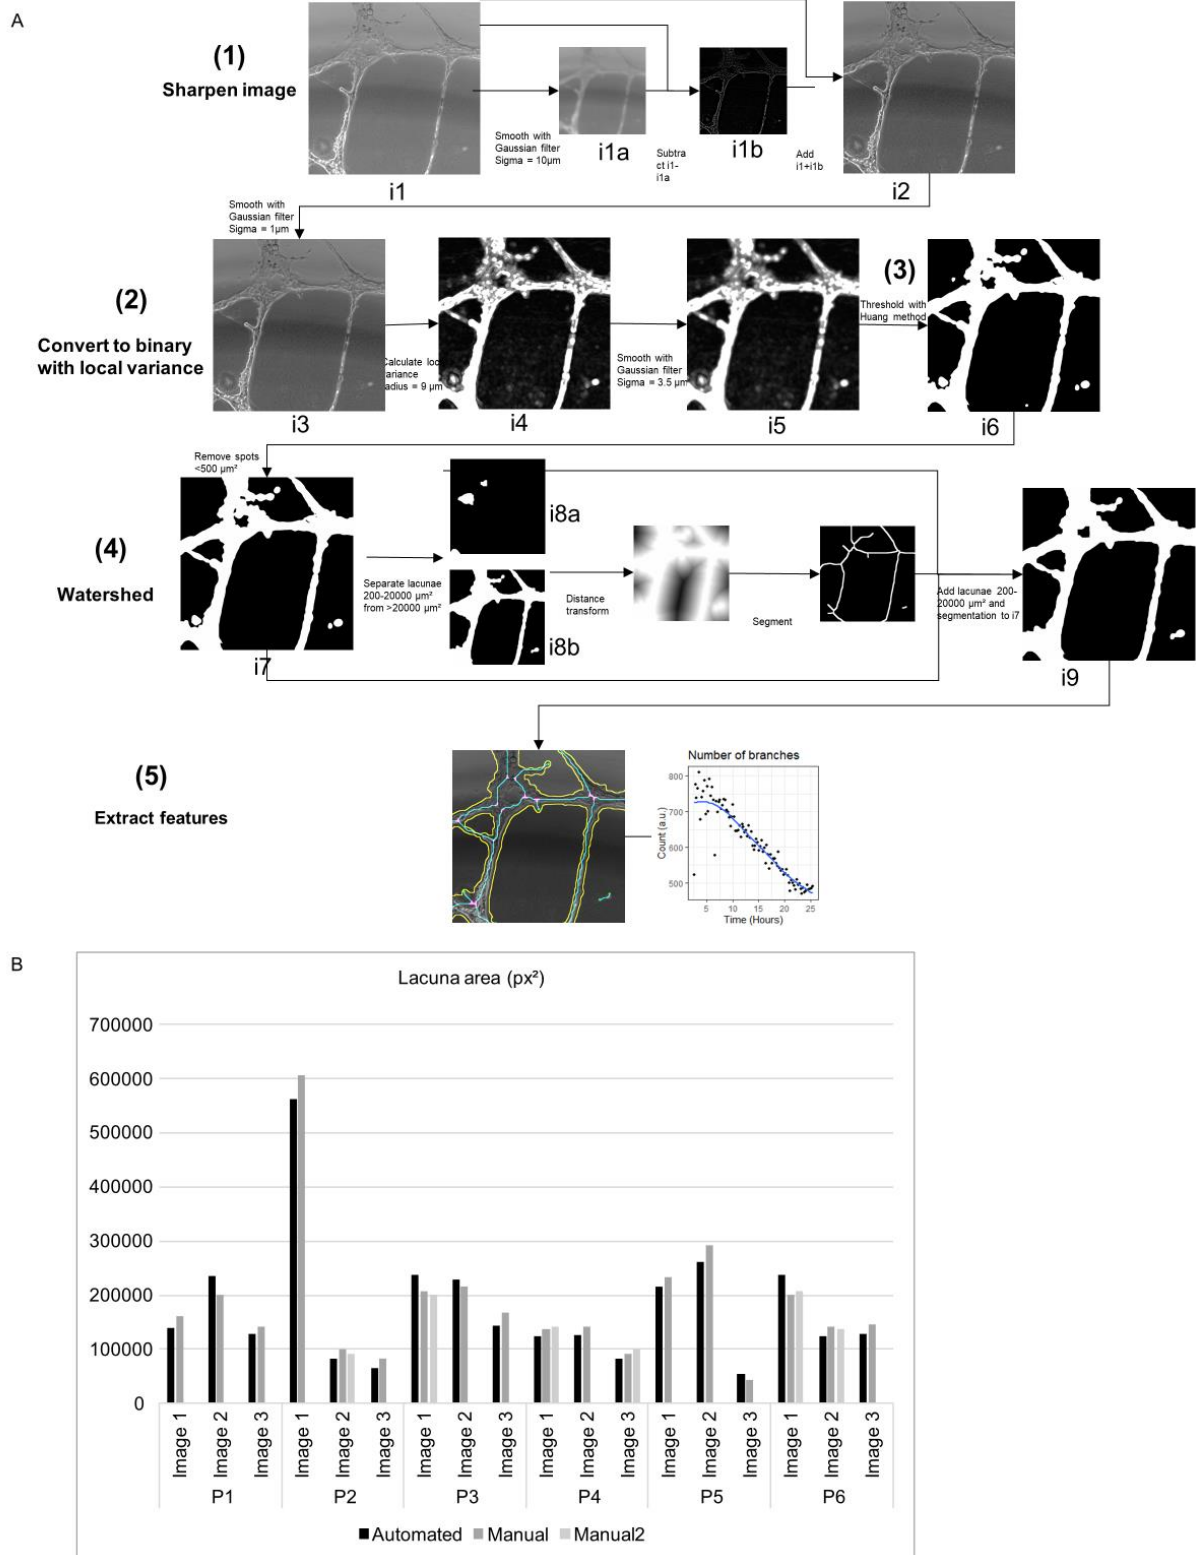 A
(1)
Sharpen image
Smooth with
Gaussian filter
Sigma = 10µm
i1a
Subtra
ct i1-
i1a
i1b
Add
i1+i1b
i1
i2
Smooth with
Gaussian filter
Sigma = 1µm
(2)
Convert to binary
with local variance
Calculate loc
variance
radius = 9 µm
Smooth with
Gaussian filter
Sigma = 3.5 µm
(3)
Threshold with
Huang method
i3
i4
i5
i6
Remove spots
<500 µm²
(4)
Watershed
i7
Separate lacunae
200-20000 µm²
from >20000 µm²
i8a
i8b
Distance
transform
Segment
Add lacunae 200-
20000 µm² and
segmentation to i7
i9
(5)
Extract features
Number of branches
Count (a.u.)
800
700
600
500
5 10 15 20 25
Time (Hours)
B
Lacuna area (px²)
700000
600000
500000
400000
300000
200000
100000
0
Image 1 Image 2 Image 3 Image 1 Image 2 Image 3 Image 1 Image 2 Image 3 Image 1 Image 2 Image 3 Image 1 Image 2 Image 3 Image 1 Image 2 Image 3
P1 P2 P3 P4 P5 P6
Automated Manual Manual2